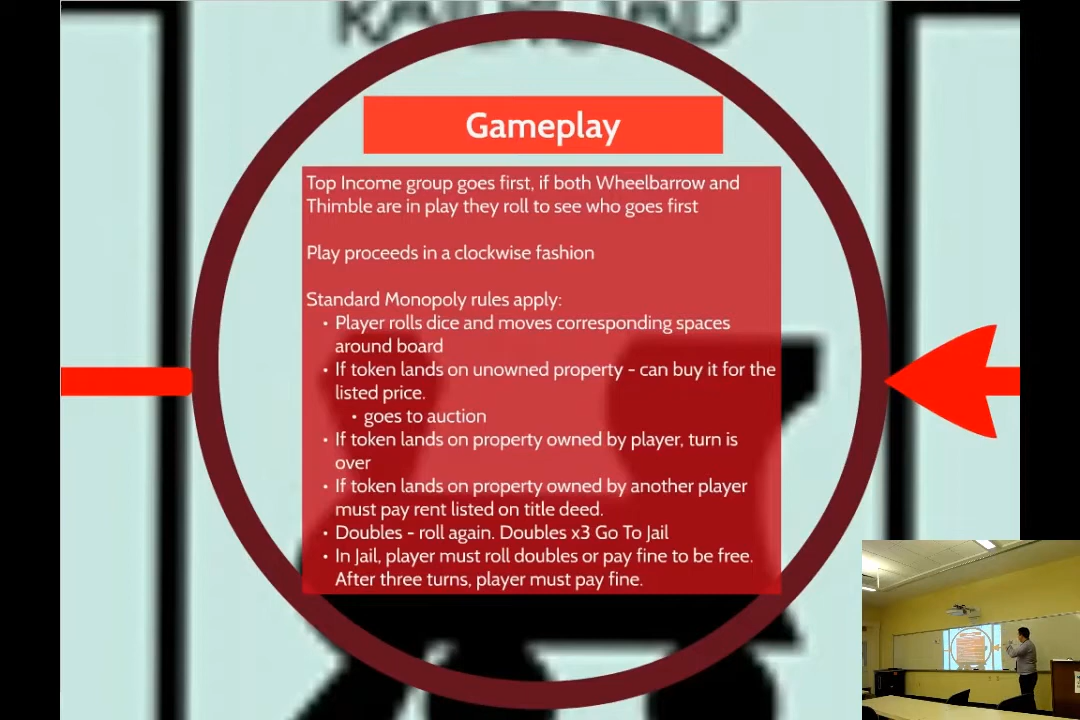 RAILROAD
Gameplay
Top Income group goes first, if both Wheelbarrow and
Thimble are in play they roll to see who goes first
Play proceeds in a clockwise fashion
Standard Monopoly rules apply:
• Player rolls dice and moves corresponding spaces
around board
• If token lands on unowned property - can buy it for the
listed price.
• goes to auction
• If token lands on property owned by player, turn is
over
• If token lands on property owned by another player
must pay rent listed on title deed.
• Doubles - roll again. Doubles x3 Go To Jail
• In Jail, player must roll doubles or pay fine to be free.
After three turns, player must pay fine.